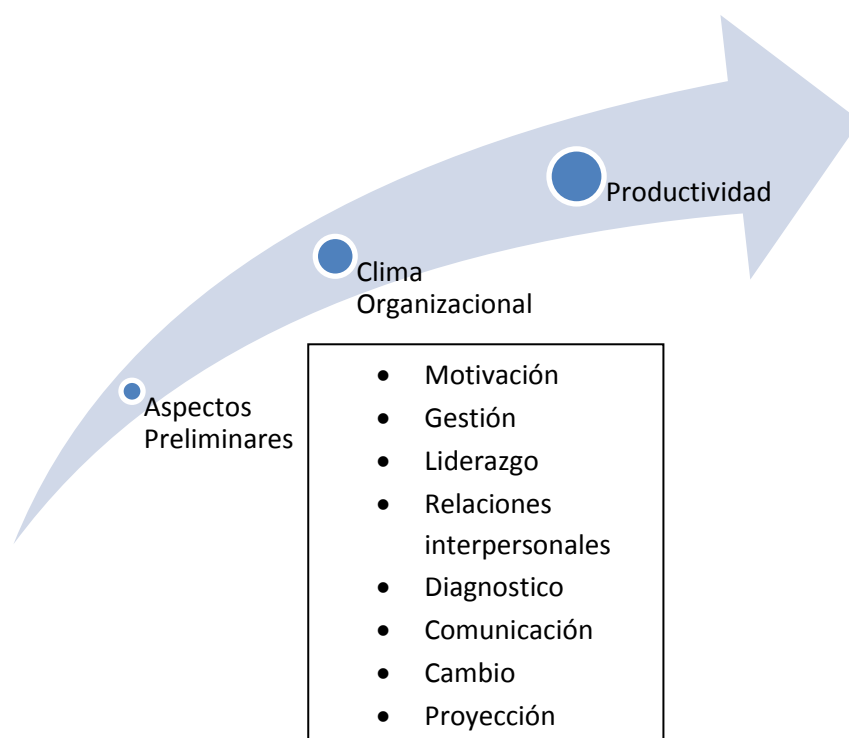 Productividad
Clima
Organizacional
Aspectos
Preliminares
• Motivación
• Gestión
• Liderazgo
• Relaciones
interpersonales
• Diagnostico
• Comunicación
• Cambio
• Proyección